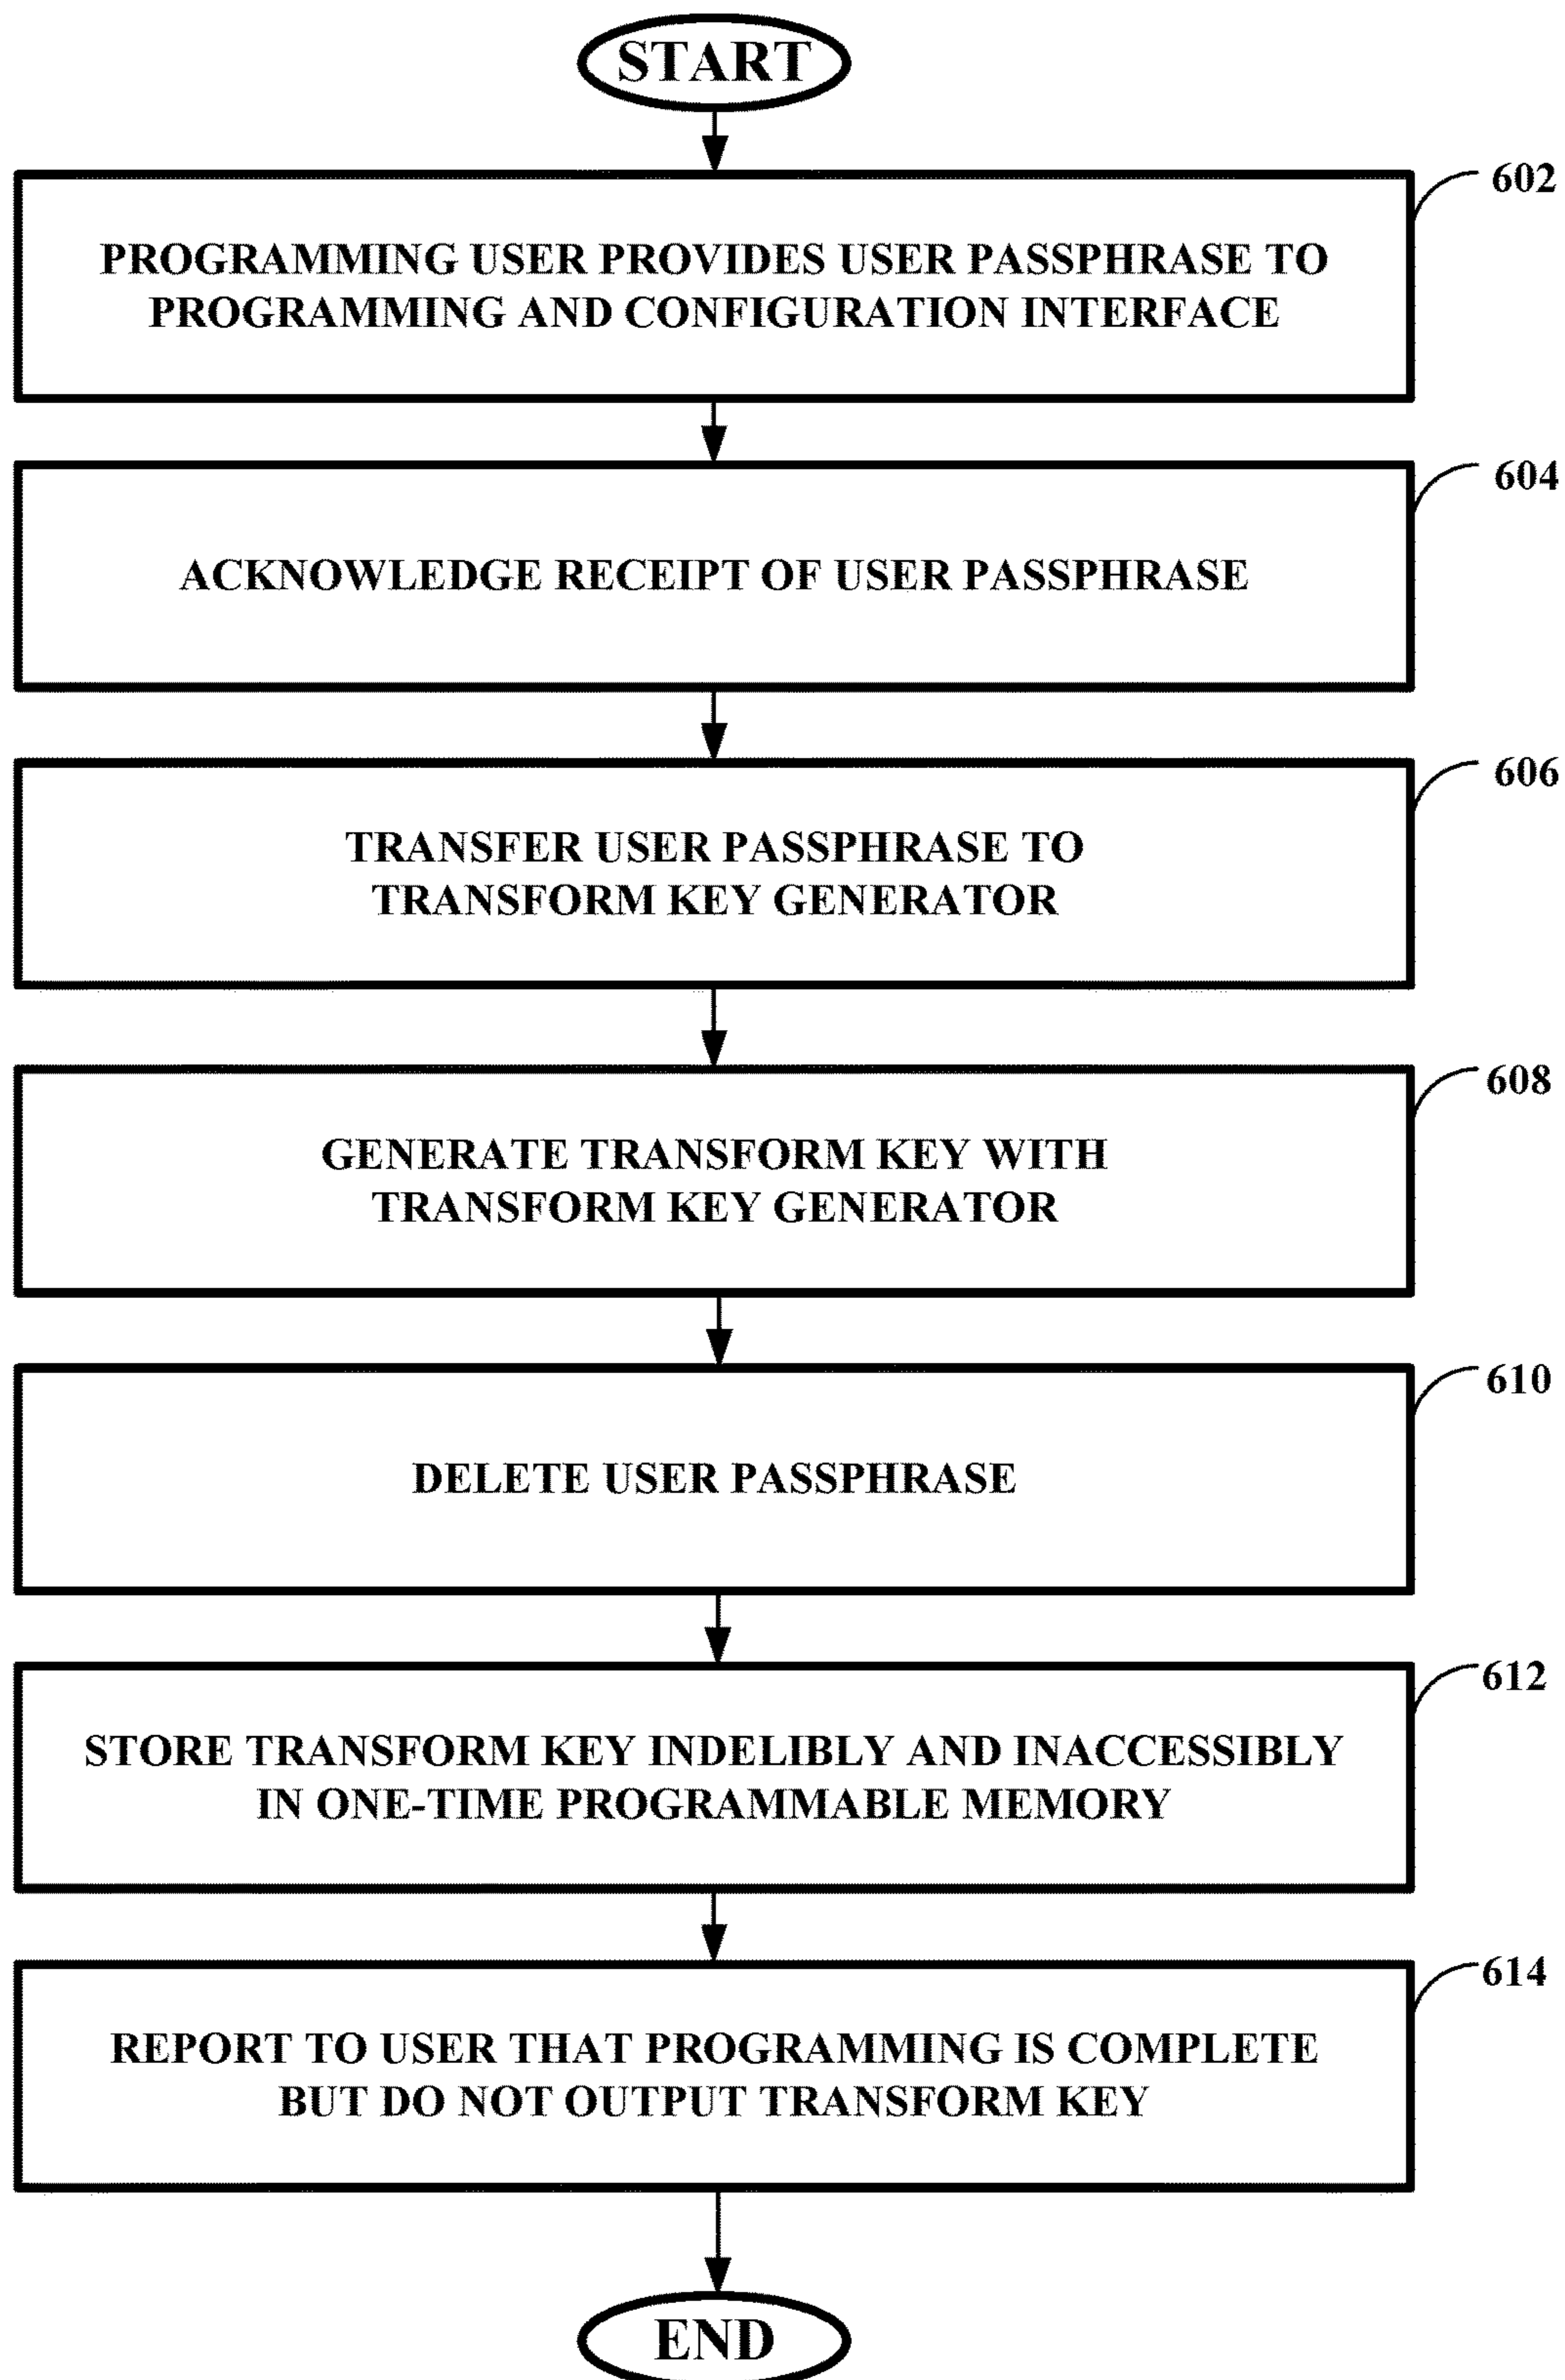 START
602
PROGRAMMING USER PROVIDES USER PASSPHRASE TO
PROGRAMMING AND CONFIGURATION INTERFACE
604
ACKNOWLEDGE RECEIPT OF USER PASSPHRASE
606
TRANSFER USER PASSPHRASE TO
TRANSFORM KEY GENERATOR
608
GENERATE TRANSFORM KEY WITH
TRANSFORM KEY GENERATOR
610
DELETE USER PASSPHRASE
612
STORE TRANSFORM KEY INDELIBLY AND INACCESSIBLY
IN ONE-TIME PROGRAMMABLE MEMORY
614
REPORT TO USER THAT PROGRAMMING IS COMPLETE
BUT DO NOT OUTPUT TRANSFORM KEY
END